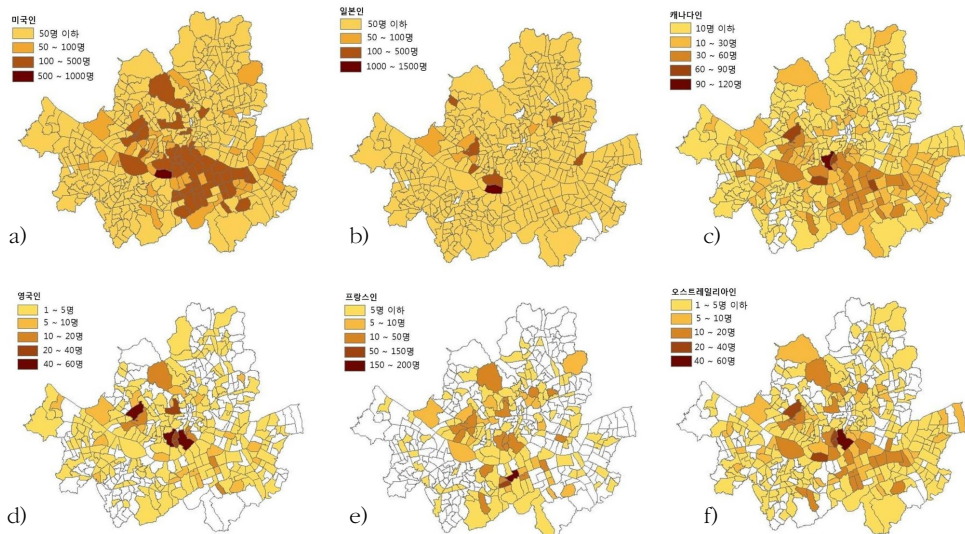 미국인
50명 이하
50 ~ 100명
100 ~ 500명
500 ~ 1000명
a)
일본인
50명 이하
50 ~ 100명
100 ~ 500명
1000 ~ 1500명
b)
캐나다인
10명 이하
10 ~ 30명
30 ~ 60명
60 ~ 90명
90 ~ 120명
c)
영국인
1 ~ 5명
5 ~ 10명
10 ~ 20명
20 ~ 40명
40 ~ 60명
d)
프랑스인
5명 이하
5 ~ 10명
10 ~ 50명
50 ~ 150명
150 ~ 200명
e)
오스트레일리아인
1 ~ 5명 이하
5 ~ 10명
10 ~ 20명
20 ~ 40명
40 ~ 60명
f)